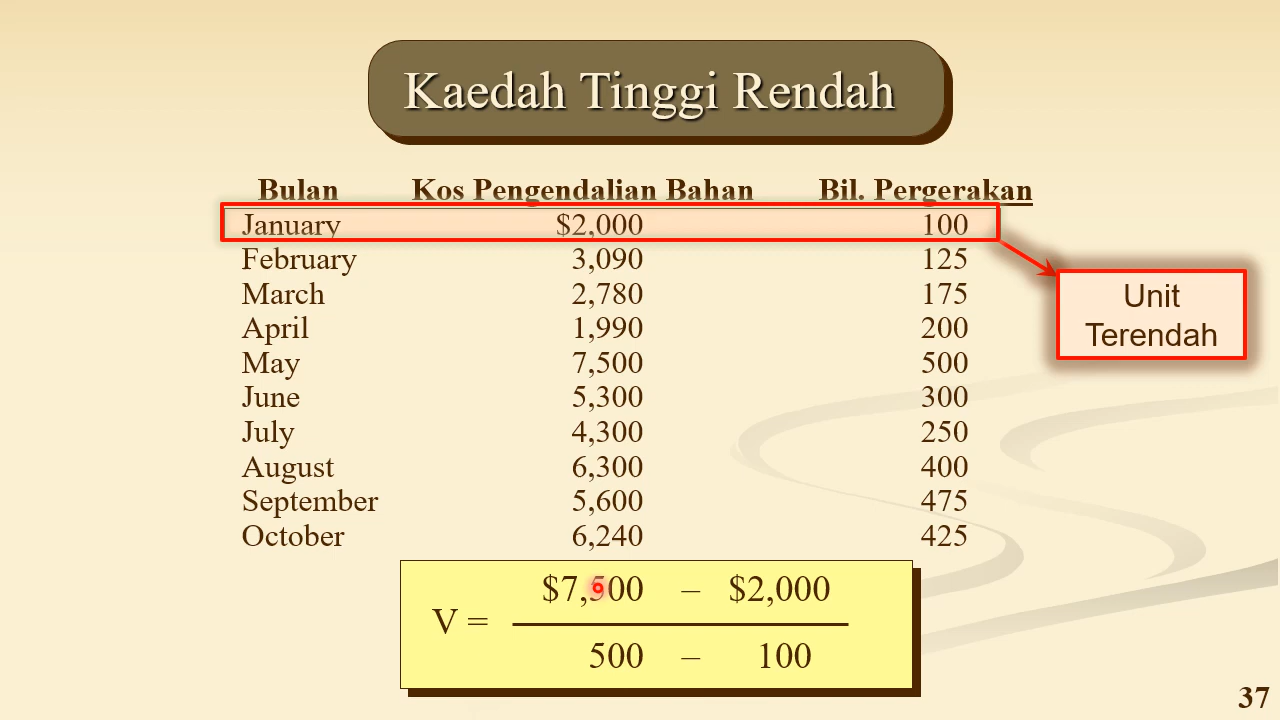 Kaedah Tinggi Rendah
Bulan Kos Pengendalian Bahan Bil. Pergerakan
January $2,000 100
February 3,090 125
March 2,780 175
April 1,990 200
May 7,500 500
June 5,300 300
July 4,300 250
August 6,300 400
September 5,600 475
October 6,240 425
Unit
Terendah
$7,500 – $2,000
V =
500 – 100
37